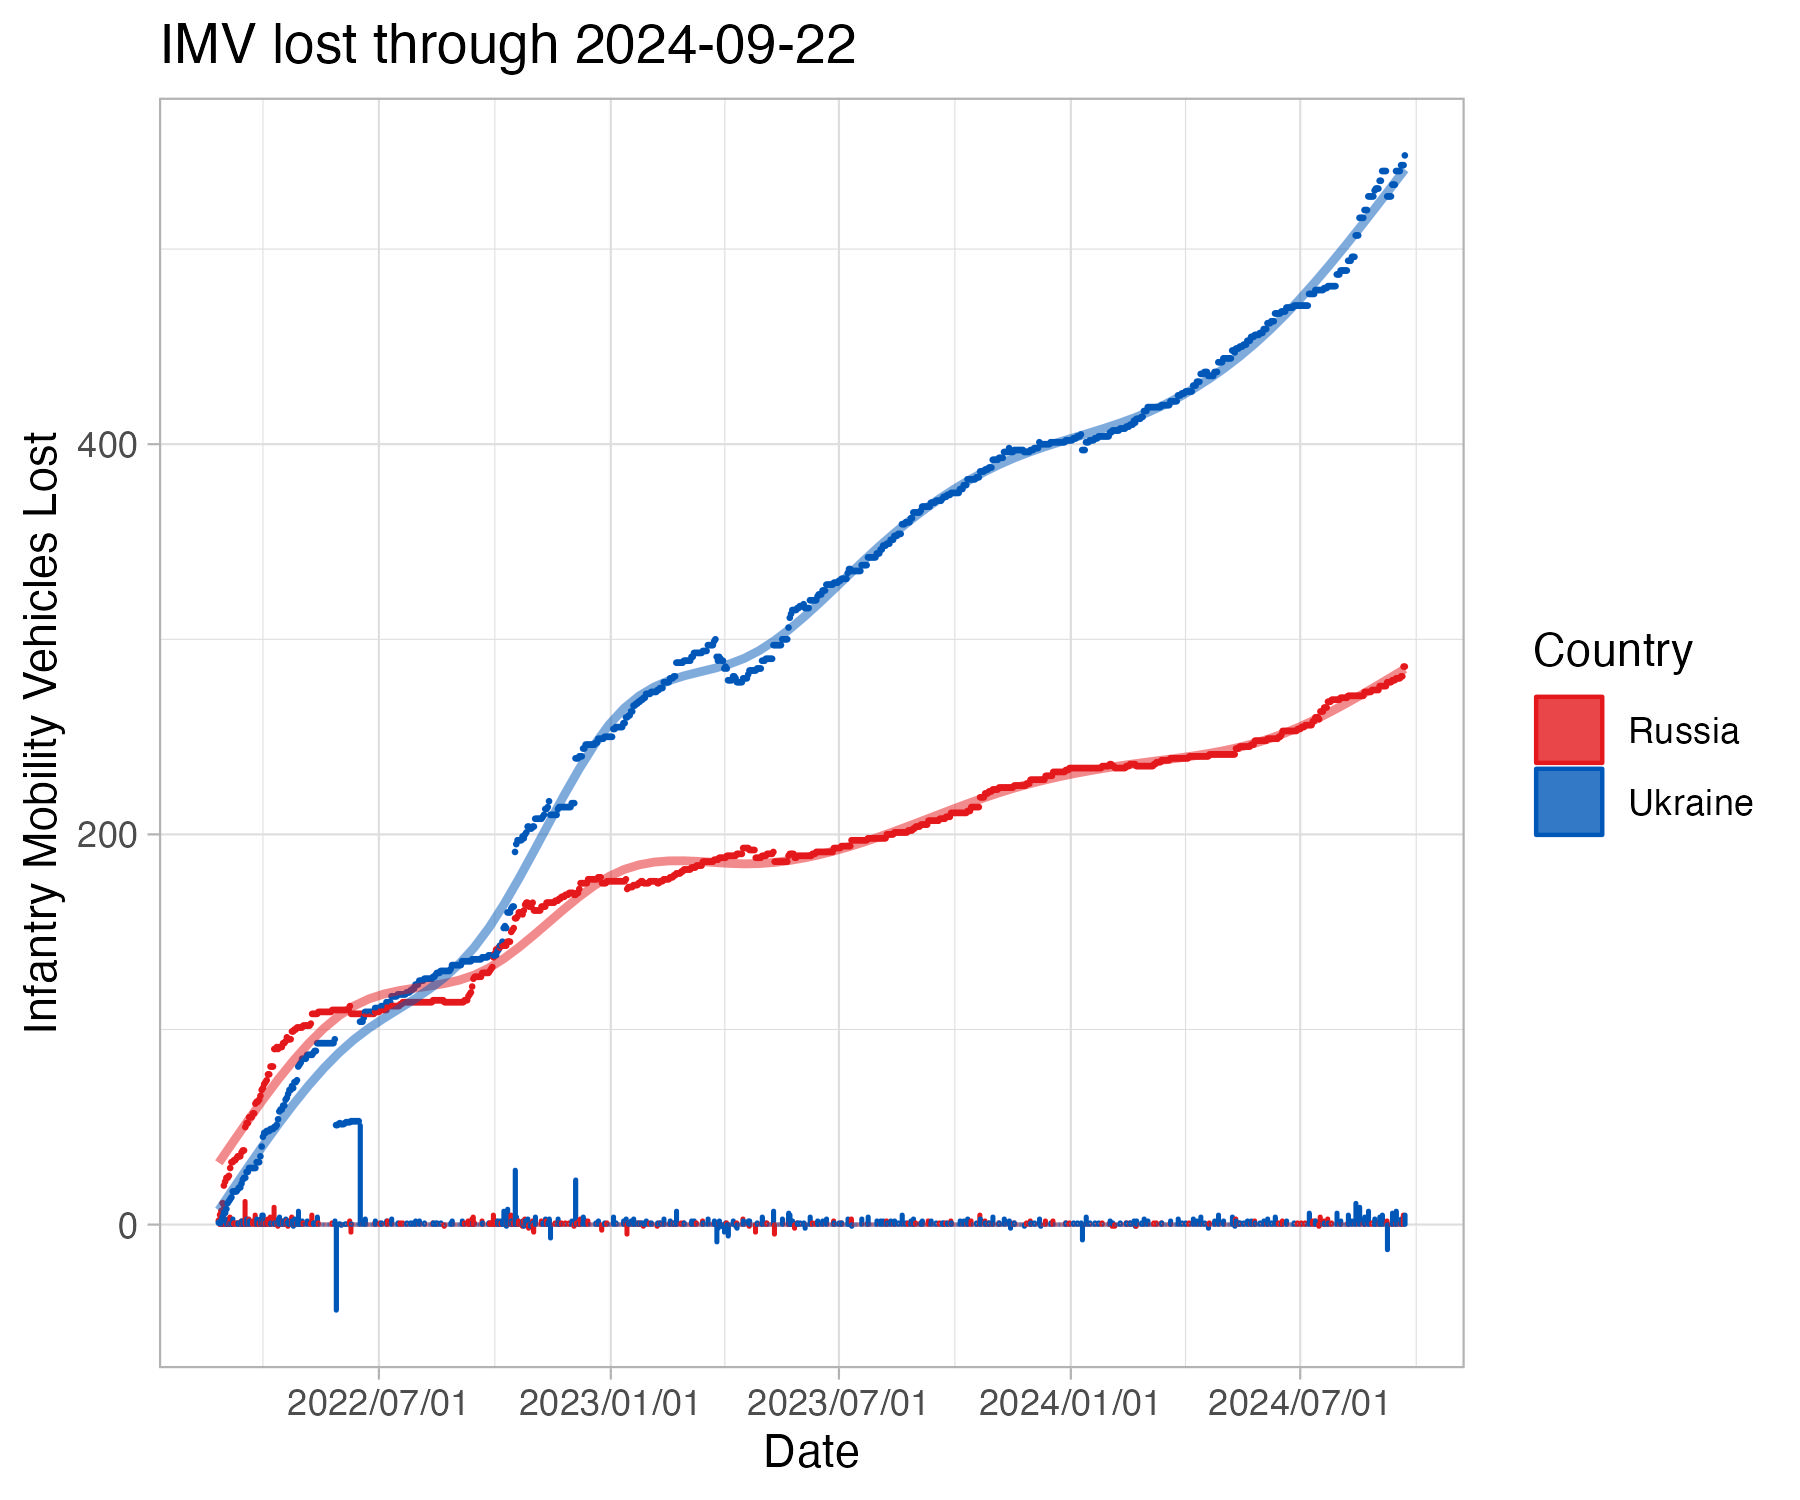 IMV lost through 2024-09-22
Infantry Mobility Vehicles Lost
400
200
0
2022/07/01
2023/01/01
2023/07/01
2024/01/01
2024/07/01
Date
Country
Russia
Ukraine